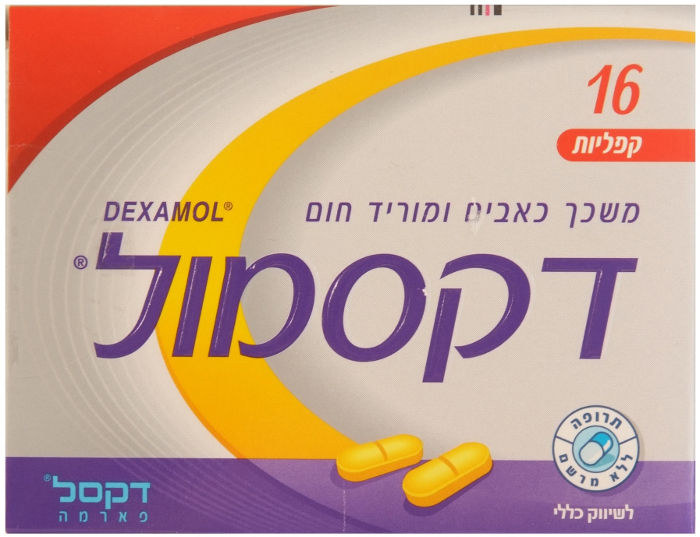 16
קפליות
משכך כאבים ומוריד חום
DEXAMOL®
דקסמול®
תרופה
ללא מרשם
לשיווק כללי
דקסל®
פארמה